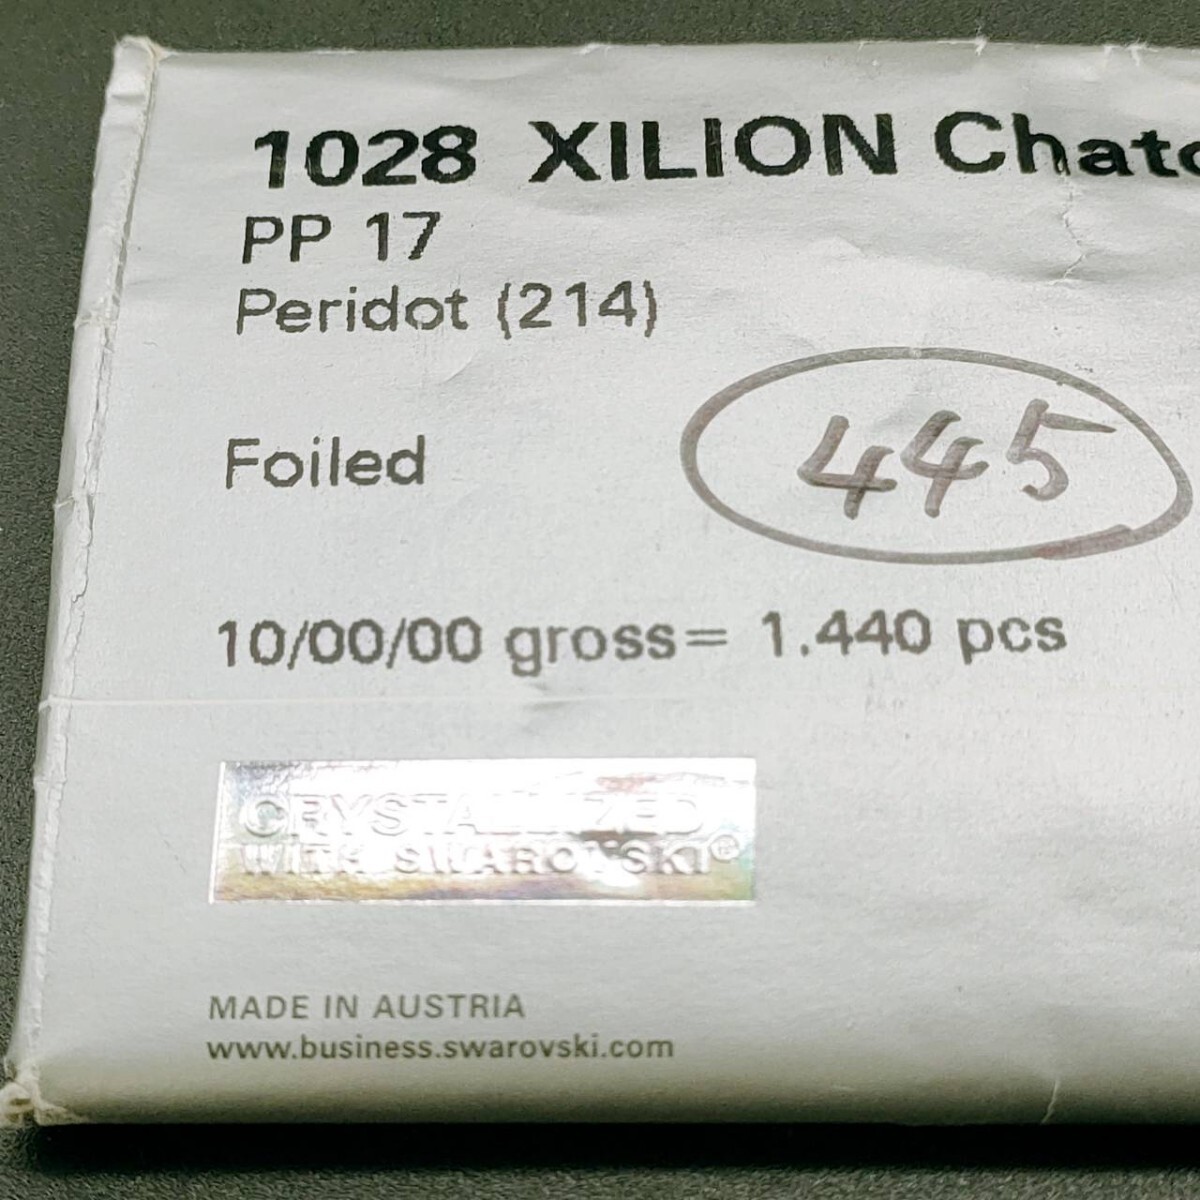 1028 XILION Chato
PP 17
Peridot (214)
Foiled
445
10/00/00 gross= 1.440 pcs
CRYSTALLIZED
WITH SWAROVSKI®
MADE IN AUSTRIA
www.business.swarovski.com